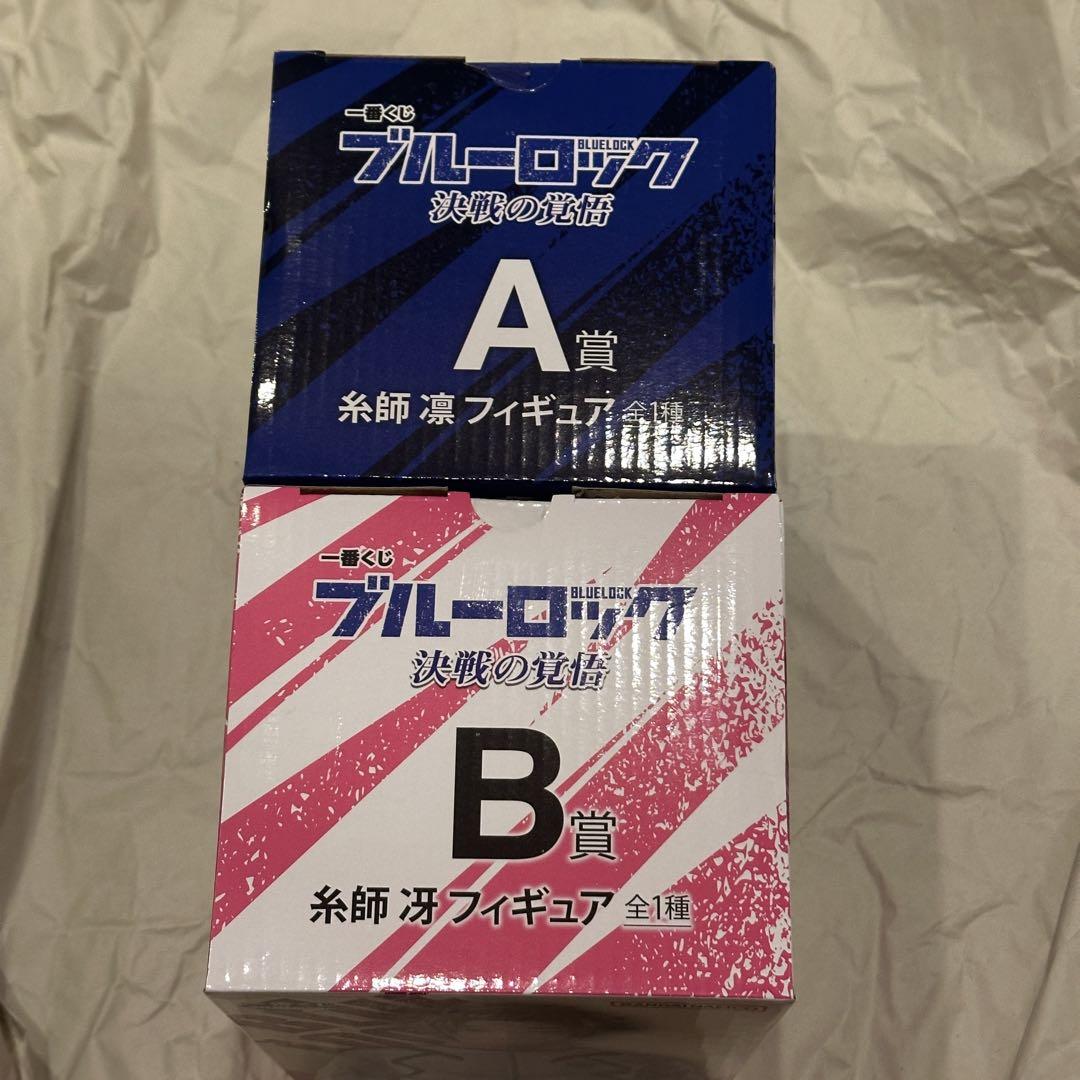 一番くじ
ブルーロック
BLUELOCK
決戦の覚悟
A賞
糸師 凛 フィギュア 全1種
一番くじ
ブルーロック
BLUELOCK
決戦の覚悟
B賞
糸師 冴 フィギュア 全1種